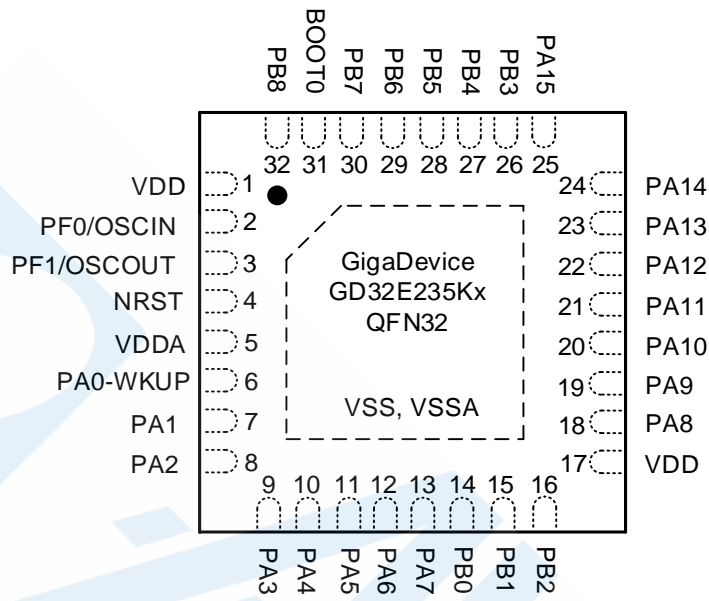 PB8 BOOT0 PB7 PB6 PB5 PB4 PB3 PA15
32 31 30 29 28 27 26 25
VDD 1
PF0/OSCIN 2
PF1/OSCOUT 3
NRST 4
VDDA 5
PA0-WKUP 6
PA1 7
PA2 8
GigaDevice
GD32E235Kx
QFN32
VSS, VSSA
24 PA14
23 PA13
22 PA12
21 PA11
20 PA10
19 PA9
18 PA8
17 VDD
9 10 11 12 13 14 15 16
PA3 PA4 PA5 PA6 PA7 PB0 PB1 PB2